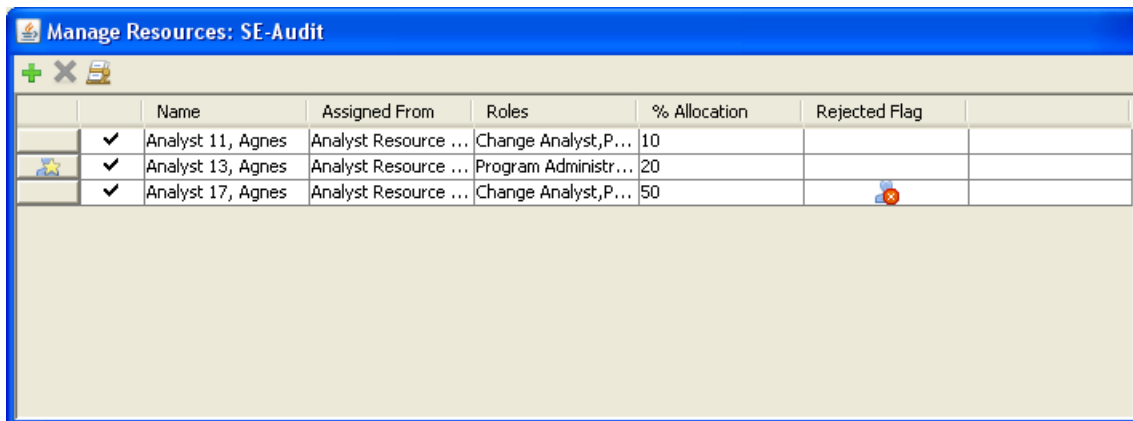 Manage Resources: SE-Audit
Name Assigned From Roles % Allocation Rejected Flag
Analyst 11, Agnes Analyst Resource ... Change Analyst,P... 10
Analyst 13, Agnes Analyst Resource ... Program Administr... 20
Analyst 17, Agnes Analyst Resource ... Change Analyst,P... 50